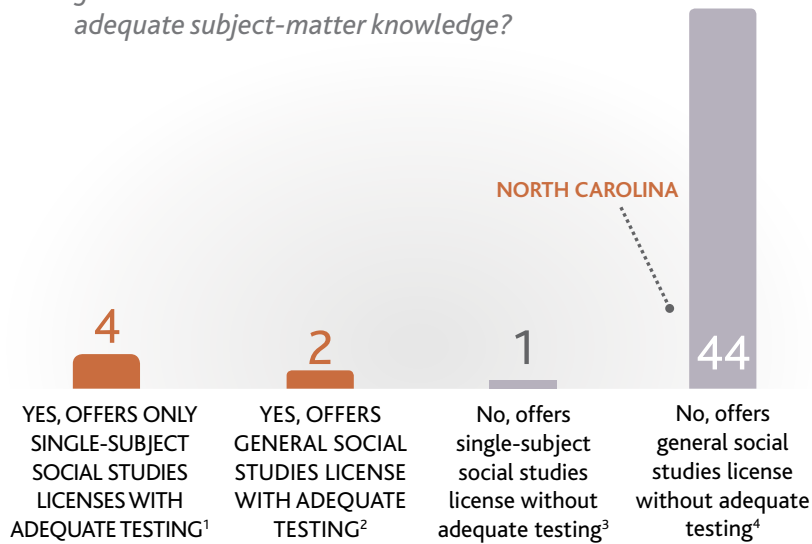 adequate subject-matter knowledge?
NORTH CAROLINA
4
2
1
44
YES, OFFERS ONLY
SINGLE-SUBJECT
SOCIAL STUDIES
LICENSES WITH
ADEQUATE TESTING¹
YES, OFFERS
GENERAL SOCIAL
STUDIES LICENSE
WITH ADEQUATE
TESTING²
No, offers
single-subject
social studies
license without
adequate testing³
No, offers
general social
studies license
without adequate
testing⁴